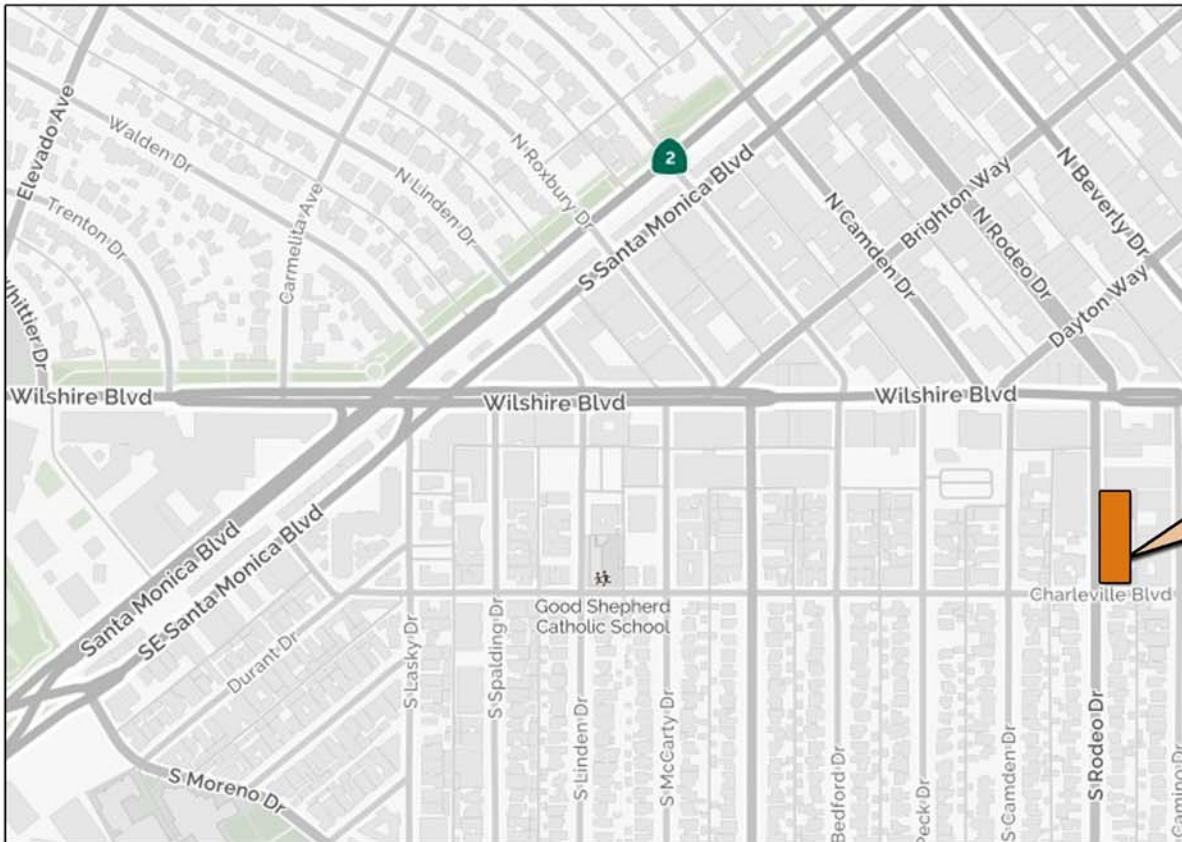 Elevado Ave
Walden Dr
Trenton Dr
Whittier Dr
Carmelita Ave
N Linden Dr
N Roxbury Dr
2
S Santa Monica Blvd
N Camden Dr
Brighton Way
N Rodeo Dr
N Beverly Dr
Dayton Way
Wilshire Blvd
Wilshire Blvd
Wilshire Blvd
Santa Monica Blvd
SE Santa Monica Blvd
Durant Dr
S Moreno Dr
S Lasky Dr
S Spalding Dr
Good Shepherd
Catholic School
S Linden Dr
S McCarty Dr
Bedford Dr
Peck Dr
S Camden Dr
S Rodeo Dr
Charleville Blvd
Camino Dr